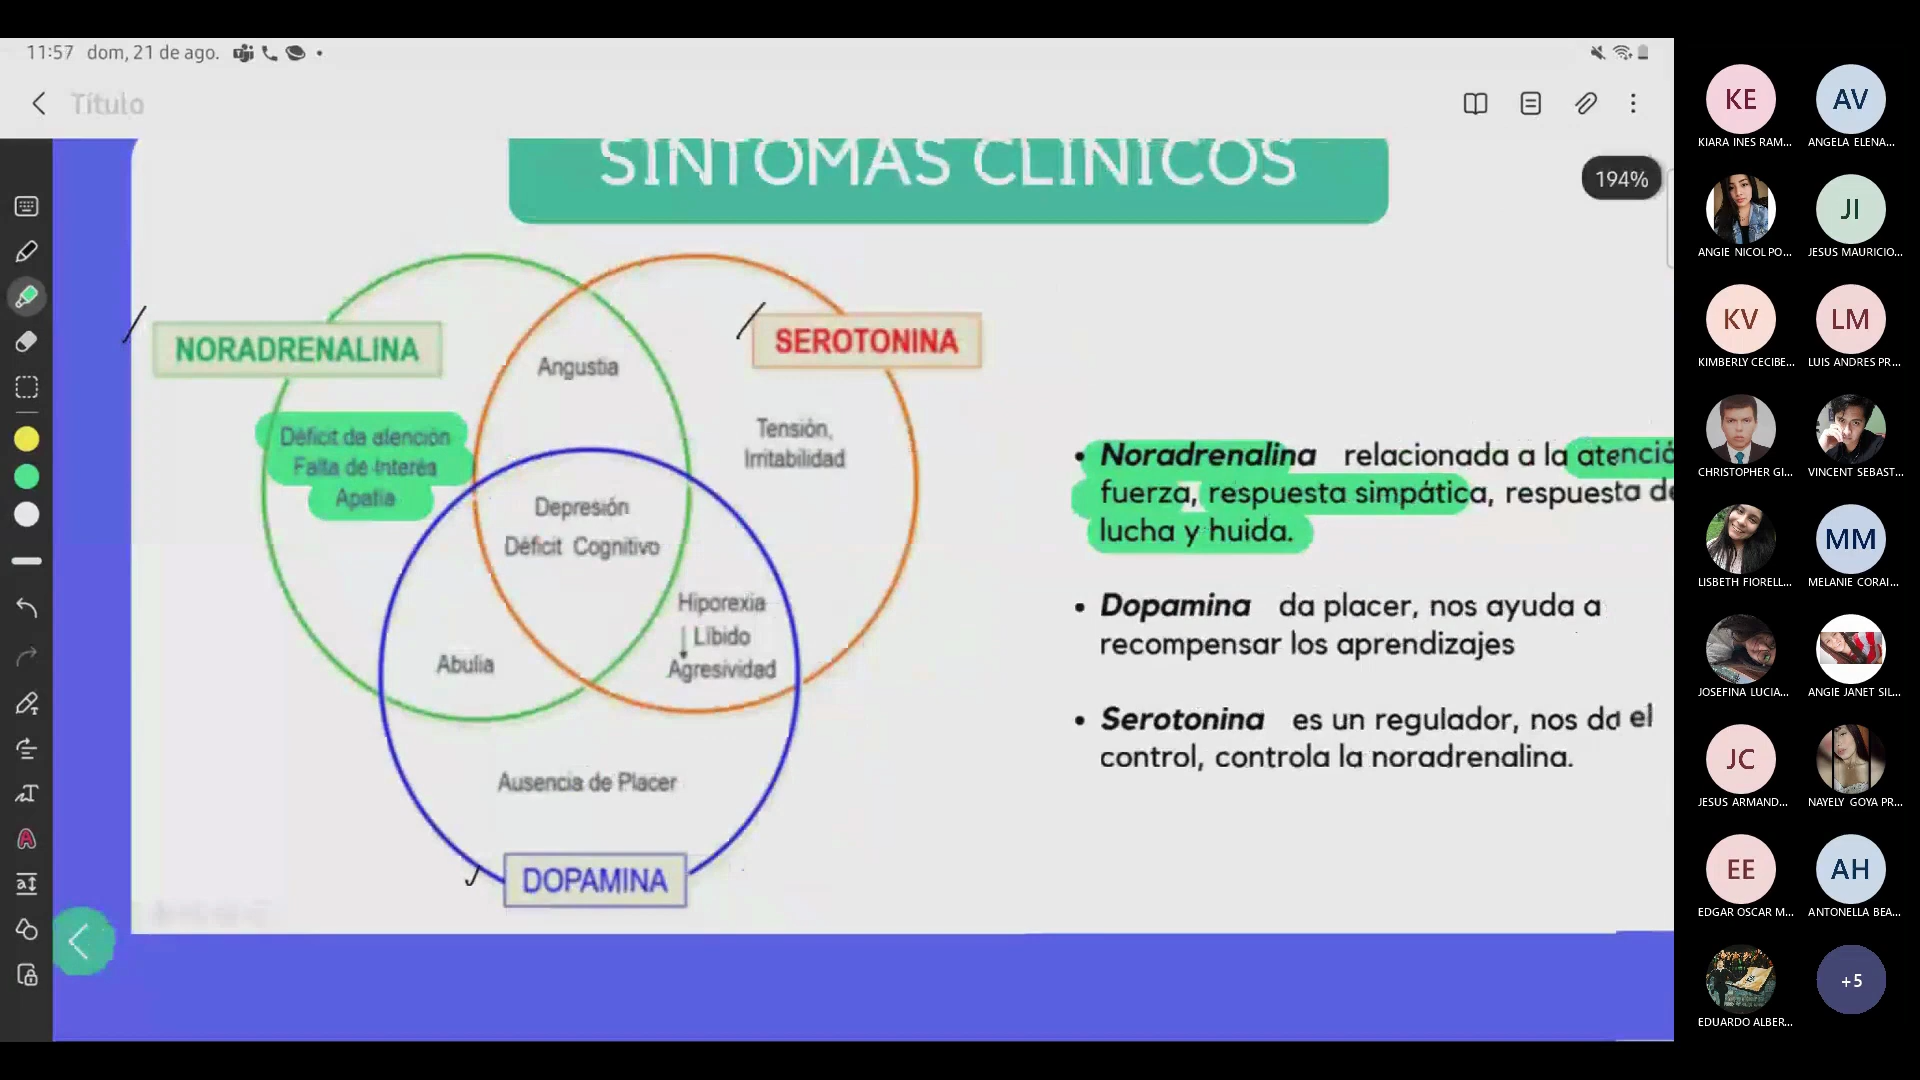 11:57 dom, 21 de ago.
Título
SÍNTOMAS CLÍNICOS
194%
NORADRENALINA
SEROTONINA
Angustia
Déficit de atención
Falta de Interés
Apatía
Tensión,
Irritabilidad
Depresión
Déficit Cognitivo
Hiporexia
↓ Líbido
Agresividad
Abulia
Ausencia de Placer
DOPAMINA
• Noradrenalina relacionada a la atenció
fuerza, respuesta simpática, respuesta de
lucha y huida.
• Dopamina da placer, nos ayuda a
recompensar los aprendizajes
• Serotonina es un regulador, nos da el
control, controla la noradrenalina.
KE
KIARA INES RAM...
AV
ANGELA ELENA...
ANGIE NICOL PO...
JI
JESUS MAURICIO...
KV
KIMBERLY CECIBE...
LM
LUIS ANDRES PR...
CHRISTOPHER GI...
VINCENT SEBAST...
LISBETH FIORELL...
MM
MELANIE CORAI...
JOSEFINA LUCIA...
ANGIE JANET SIL...
JC
JESUS ARMAND...
NAYELY GOYA PR...
EE
EDGAR OSCAR M...
AH
ANTONELLA BEA...
EDUARDO ALBER...
+5